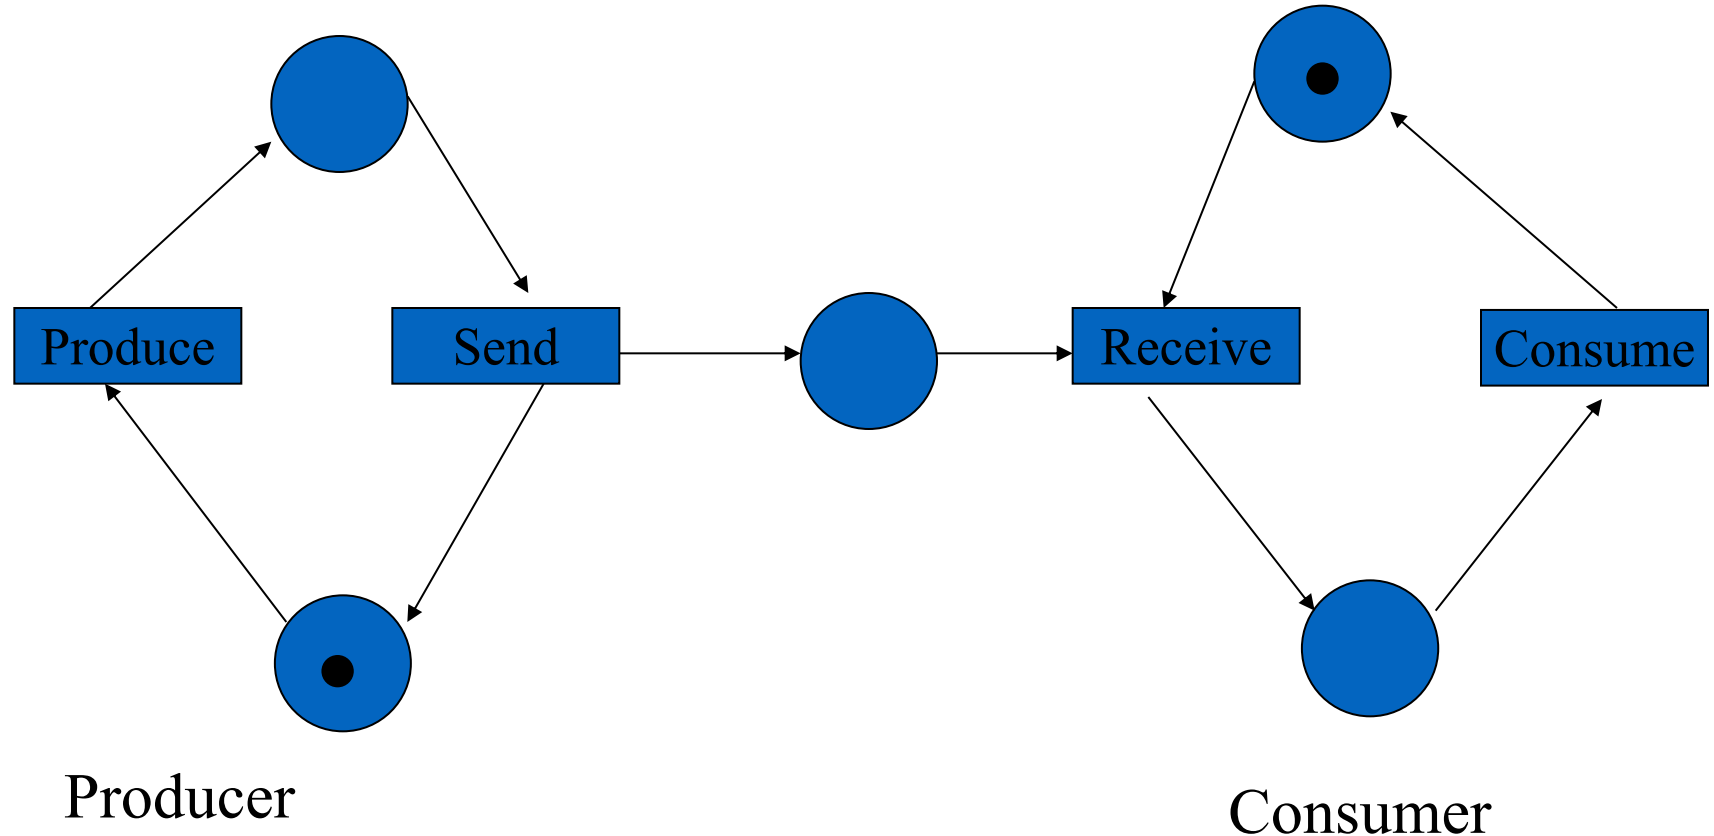 Produce
Send
Receive
Consume
Producer
Consumer